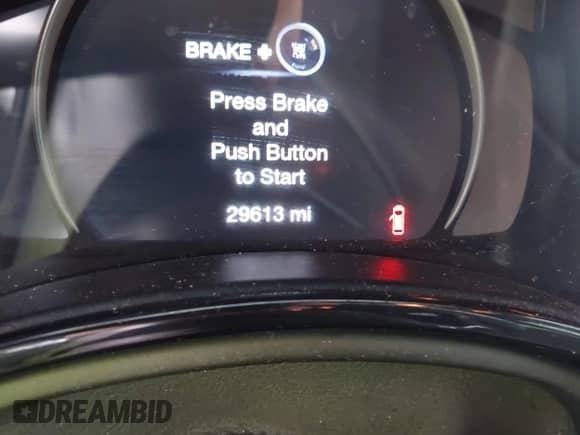 BRAKE +
Press Brake
and
Push Button
to Start
29613 mi
DREAMBID